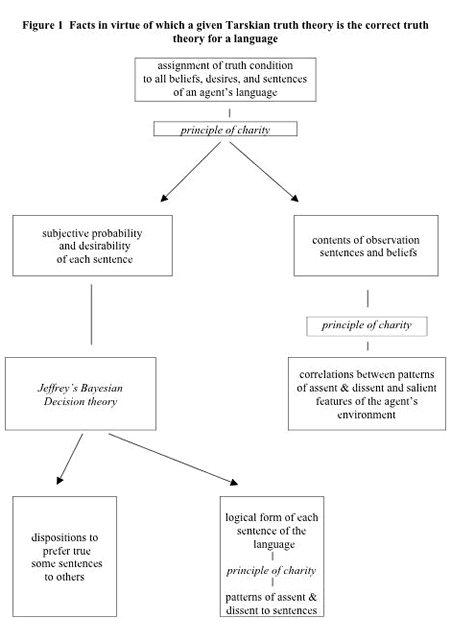 Figure 1 Facts in virtue of which a given Tarskian truth theory is the correct truth
theory for a language
assignment of truth condition
to all beliefs, desires, and sentences
of an agent's language
principle of charity
subjective probability
and desirability
of each sentence
contents of observation
sentences and beliefs
principle of charity
Jeffrey´s Bayesian
Decision theory
correlations between patterns
of assent & dissent and salient
features of the agent's
environment
dispositions to
prefer true
some sentences
to others
logical form of each
sentence of the
language
principle of charity
patterns of assent &
dissent to sentences